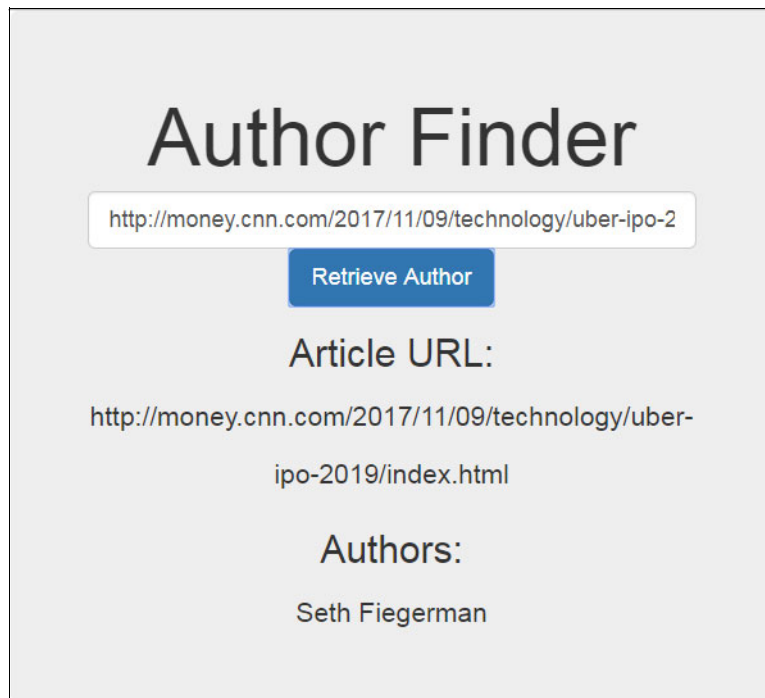 Author Finder
http://money.cnn.com/2017/11/09/technology/uber-ipo-2
Retrieve Author
Article URL:
http://money.cnn.com/2017/11/09/technology/uber-
ipo-2019/index.html
Authors:
Seth Fiegerman